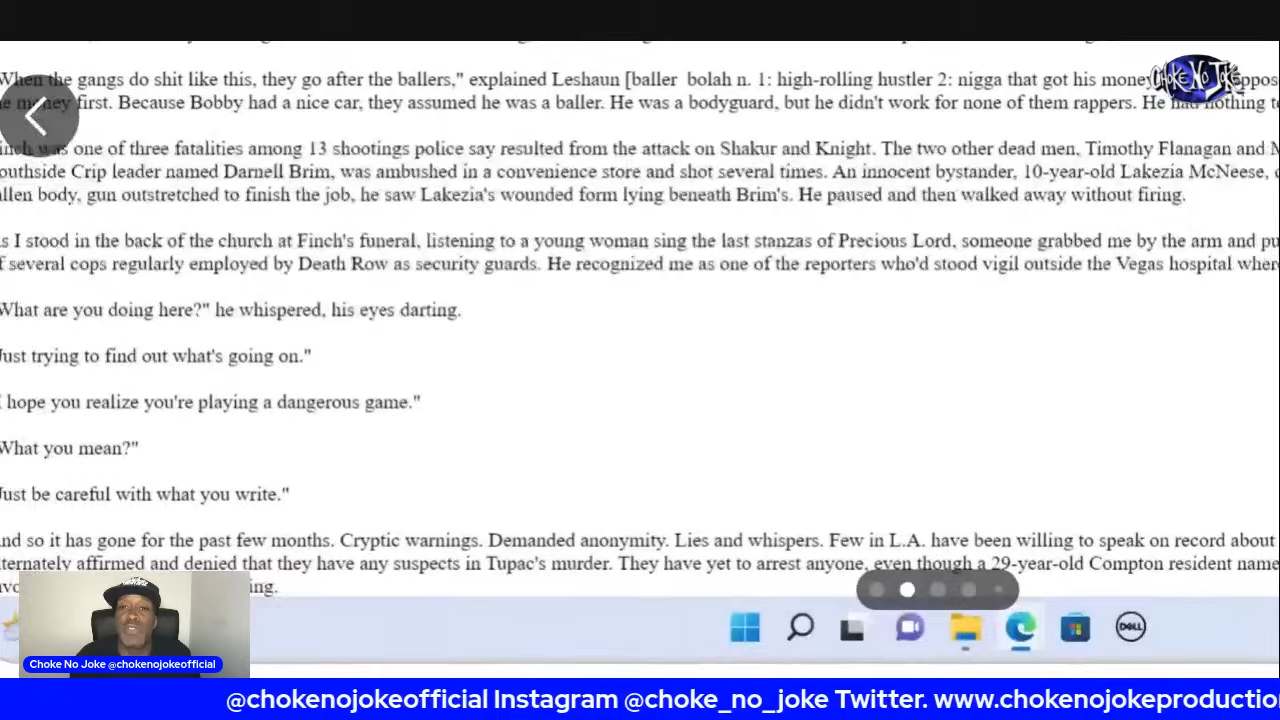 When the gangs do shit like this, they go after the ballers," explained Leshaun [baller bolah n. 1: high-rolling hustler 2: nigga that got his money
money first. Because Bobby had a nice car, they assumed he was a baller. He was a bodyguard, but he didn't work for none of them rappers. He had nothing
CHOKE NO JOKE
was one of three fatalities among 13 shootings police say resulted from the attack on Shakur and Knight. The two other dead men, Timothy Flanagan and
outhside Crip leader named Darnell Brim, was ambushed in a convenience store and shot several times. An innocent bystander, 10-year-old Lakezia McNeese,
llen body, gun outstretched to finish the job, he saw Lakezia's wounded form lying beneath Brim's. He paused and then walked away without firing.
s I stood in the back of the church at Finch's funeral, listening to a young woman sing the last stanzas of Precious Lord, someone grabbed me by the arm and pu
f several cops regularly employed by Death Row as security guards. He recognized me as one of the reporters who'd stood vigil outside the Vegas hospital wher
What are you doing here?" he whispered, his eyes darting.
Just trying to find out what's going on."
I hope you realize you're playing a dangerous game."
What you mean?"
Just be careful with what you write."
nd so it has gone for the past few months. Cryptic warnings. Demanded anonymity. Lies and whispers. Few in L.A. have been willing to speak on record about
lternately affirmed and denied that they have any suspects in Tupac's murder. They have yet to arrest anyone, even though a 29-year-old Compton resident name
ing.
DELL
Choke No Joke @chokenojokeofficial
@chokenojokeofficial Instagram @choke_no_joke Twitter. www.chokenojokeproductio